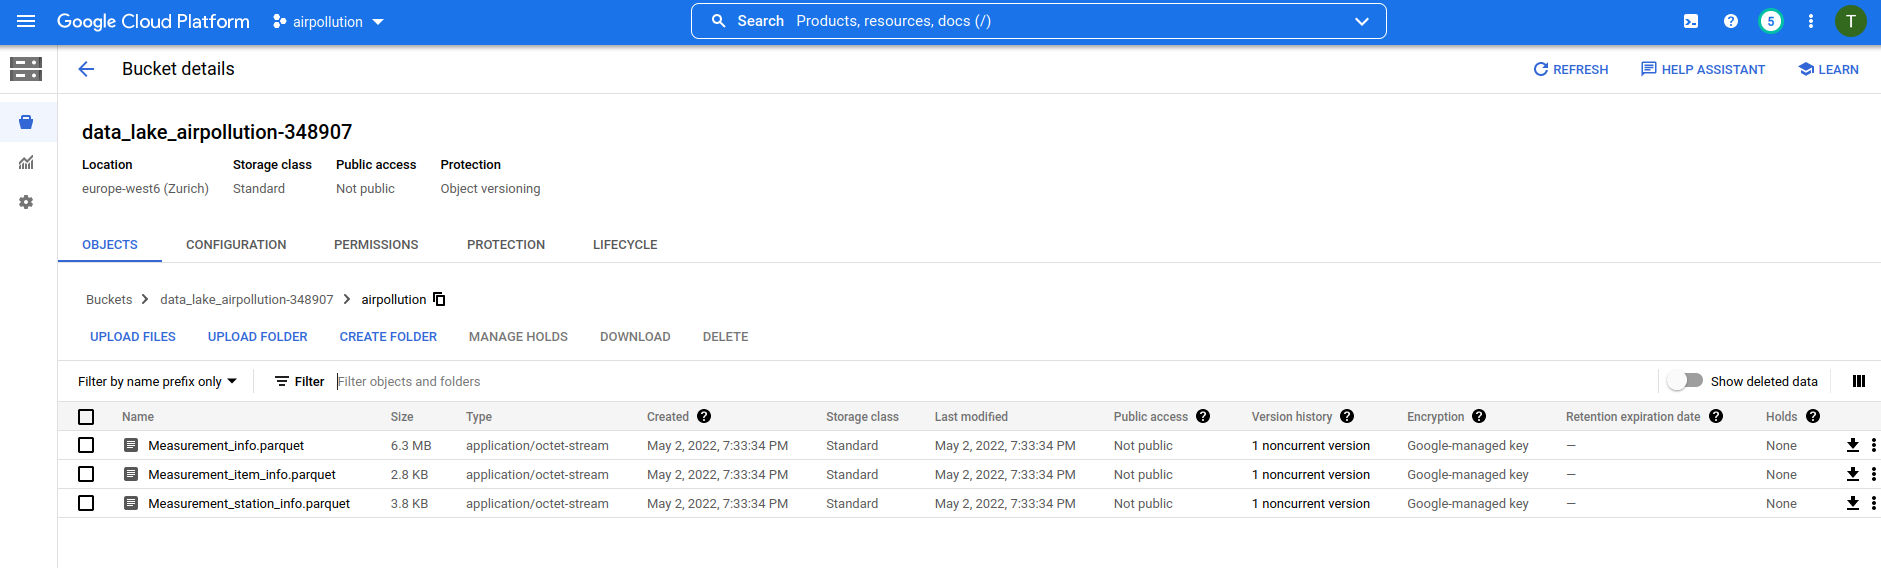 Google Cloud Platform airpollution Search Products, resources, docs (/) 5 T
Bucket details REFRESH HELP ASSISTANT LEARN
data_lake_airpollution-348907
Location Storage class Public access Protection
europe-west6 (Zurich) Standard Not public Object versioning
OBJECTS CONFIGURATION PERMISSIONS PROTECTION LIFECYCLE
Buckets > data_lake_airpollution-348907 > airpollution
UPLOAD FILES UPLOAD FOLDER CREATE FOLDER MANAGE HOLDS DOWNLOAD DELETE
Filter by name prefix only Filter Filter objects and folders Show deleted data
Name Size Type Created Storage class Last modified Public access Version history Encryption Retention expiration date Holds
Measurement_info.parquet 6.3 MB application/octet-stream May 2, 2022, 7:33:34 PM Standard May 2, 2022, 7:33:34 PM Not public 1 noncurrent version Google-managed key — None
Measurement_item_info.parquet 2.8 KB application/octet-stream May 2, 2022, 7:33:34 PM Standard May 2, 2022, 7:33:34 PM Not public 1 noncurrent version Google-managed key — None
Measurement_station_info.parquet 3.8 KB application/octet-stream May 2, 2022, 7:33:34 PM Standard May 2, 2022, 7:33:34 PM Not public 1 noncurrent version Google-managed key — None